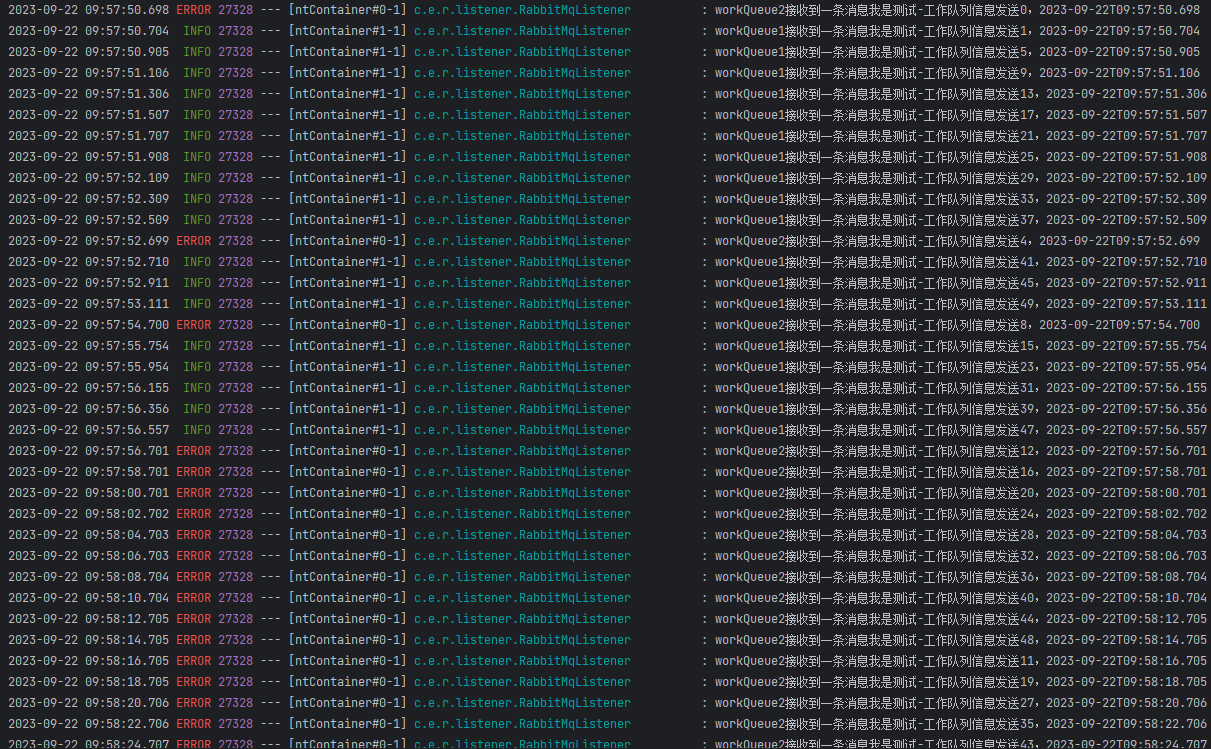 2023-09-22 09:57:50.698 ERROR 27328 --- [ntContainer#0-1] c.e.r.listener.RabbitMqListener : workQueue2接收到一条消息我是测试-工作队列信息发送0，2023-09-22T09:57:50.698
2023-09-22 09:57:50.704 INFO 27328 --- [ntContainer#1-1] c.e.r.listener.RabbitMqListener : workQueue1接收到一条消息我是测试-工作队列信息发送1，2023-09-22T09:57:50.704
2023-09-22 09:57:50.905 INFO 27328 --- [ntContainer#1-1] c.e.r.listener.RabbitMqListener : workQueue1接收到一条消息我是测试-工作队列信息发送5，2023-09-22T09:57:50.905
2023-09-22 09:57:51.106 INFO 27328 --- [ntContainer#1-1] c.e.r.listener.RabbitMqListener : workQueue1接收到一条消息我是测试-工作队列信息发送9，2023-09-22T09:57:51.106
2023-09-22 09:57:51.306 INFO 27328 --- [ntContainer#1-1] c.e.r.listener.RabbitMqListener : workQueue1接收到一条消息我是测试-工作队列信息发送13，2023-09-22T09:57:51.306
2023-09-22 09:57:51.507 INFO 27328 --- [ntContainer#1-1] c.e.r.listener.RabbitMqListener : workQueue1接收到一条消息我是测试-工作队列信息发送17，2023-09-22T09:57:51.507
2023-09-22 09:57:51.707 INFO 27328 --- [ntContainer#1-1] c.e.r.listener.RabbitMqListener : workQueue1接收到一条消息我是测试-工作队列信息发送21，2023-09-22T09:57:51.707
2023-09-22 09:57:51.908 INFO 27328 --- [ntContainer#1-1] c.e.r.listener.RabbitMqListener : workQueue1接收到一条消息我是测试-工作队列信息发送25，2023-09-22T09:57:51.908
2023-09-22 09:57:52.109 INFO 27328 --- [ntContainer#1-1] c.e.r.listener.RabbitMqListener : workQueue1接收到一条消息我是测试-工作队列信息发送29，2023-09-22T09:57:52.109
2023-09-22 09:57:52.309 INFO 27328 --- [ntContainer#1-1] c.e.r.listener.RabbitMqListener : workQueue1接收到一条消息我是测试-工作队列信息发送33，2023-09-22T09:57:52.309
2023-09-22 09:57:52.509 INFO 27328 --- [ntContainer#1-1] c.e.r.listener.RabbitMqListener : workQueue1接收到一条消息我是测试-工作队列信息发送37，2023-09-22T09:57:52.509
2023-09-22 09:57:52.699 ERROR 27328 --- [ntContainer#0-1] c.e.r.listener.RabbitMqListener : workQueue2接收到一条消息我是测试-工作队列信息发送4，2023-09-22T09:57:52.699
2023-09-22 09:57:52.710 INFO 27328 --- [ntContainer#1-1] c.e.r.listener.RabbitMqListener : workQueue1接收到一条消息我是测试-工作队列信息发送41，2023-09-22T09:57:52.710
2023-09-22 09:57:52.911 INFO 27328 --- [ntContainer#1-1] c.e.r.listener.RabbitMqListener : workQueue1接收到一条消息我是测试-工作队列信息发送45，2023-09-22T09:57:52.911
2023-09-22 09:57:53.111 INFO 27328 --- [ntContainer#1-1] c.e.r.listener.RabbitMqListener : workQueue1接收到一条消息我是测试-工作队列信息发送49，2023-09-22T09:57:53.111
2023-09-22 09:57:54.700 ERROR 27328 --- [ntContainer#0-1] c.e.r.listener.RabbitMqListener : workQueue2接收到一条消息我是测试-工作队列信息发送8，2023-09-22T09:57:54.700
2023-09-22 09:57:55.754 INFO 27328 --- [ntContainer#1-1] c.e.r.listener.RabbitMqListener : workQueue1接收到一条消息我是测试-工作队列信息发送15，2023-09-22T09:57:55.754
2023-09-22 09:57:55.954 INFO 27328 --- [ntContainer#1-1] c.e.r.listener.RabbitMqListener : workQueue1接收到一条消息我是测试-工作队列信息发送23，2023-09-22T09:57:55.954
2023-09-22 09:57:56.155 INFO 27328 --- [ntContainer#1-1] c.e.r.listener.RabbitMqListener : workQueue1接收到一条消息我是测试-工作队列信息发送31，2023-09-22T09:57:56.155
2023-09-22 09:57:56.356 INFO 27328 --- [ntContainer#1-1] c.e.r.listener.RabbitMqListener : workQueue1接收到一条消息我是测试-工作队列信息发送39，2023-09-22T09:57:56.356
2023-09-22 09:57:56.557 INFO 27328 --- [ntContainer#1-1] c.e.r.listener.RabbitMqListener : workQueue1接收到一条消息我是测试-工作队列信息发送47，2023-09-22T09:57:56.557
2023-09-22 09:57:56.701 ERROR 27328 --- [ntContainer#0-1] c.e.r.listener.RabbitMqListener : workQueue2接收到一条消息我是测试-工作队列信息发送12，2023-09-22T09:57:56.701
2023-09-22 09:57:58.701 ERROR 27328 --- [ntContainer#0-1] c.e.r.listener.RabbitMqListener : workQueue2接收到一条消息我是测试-工作队列信息发送16，2023-09-22T09:57:58.701
2023-09-22 09:58:00.701 ERROR 27328 --- [ntContainer#0-1] c.e.r.listener.RabbitMqListener : workQueue2接收到一条消息我是测试-工作队列信息发送20，2023-09-22T09:58:00.701
2023-09-22 09:58:02.702 ERROR 27328 --- [ntContainer#0-1] c.e.r.listener.RabbitMqListener : workQueue2接收到一条消息我是测试-工作队列信息发送24，2023-09-22T09:58:02.702
2023-09-22 09:58:04.703 ERROR 27328 --- [ntContainer#0-1] c.e.r.listener.RabbitMqListener : workQueue2接收到一条消息我是测试-工作队列信息发送28，2023-09-22T09:58:04.703
2023-09-22 09:58:06.703 ERROR 27328 --- [ntContainer#0-1] c.e.r.listener.RabbitMqListener : workQueue2接收到一条消息我是测试-工作队列信息发送32，2023-09-22T09:58:06.703
2023-09-22 09:58:08.704 ERROR 27328 --- [ntContainer#0-1] c.e.r.listener.RabbitMqListener : workQueue2接收到一条消息我是测试-工作队列信息发送36，2023-09-22T09:58:08.704
2023-09-22 09:58:10.704 ERROR 27328 --- [ntContainer#0-1] c.e.r.listener.RabbitMqListener : workQueue2接收到一条消息我是测试-工作队列信息发送40，2023-09-22T09:58:10.704
2023-09-22 09:58:12.705 ERROR 27328 --- [ntContainer#0-1] c.e.r.listener.RabbitMqListener : workQueue2接收到一条消息我是测试-工作队列信息发送44，2023-09-22T09:58:12.705
2023-09-22 09:58:14.705 ERROR 27328 --- [ntContainer#0-1] c.e.r.listener.RabbitMqListener : workQueue2接收到一条消息我是测试-工作队列信息发送48，2023-09-22T09:58:14.705
2023-09-22 09:58:16.705 ERROR 27328 --- [ntContainer#0-1] c.e.r.listener.RabbitMqListener : workQueue2接收到一条消息我是测试-工作队列信息发送11，2023-09-22T09:58:16.705
2023-09-22 09:58:18.705 ERROR 27328 --- [ntContainer#0-1] c.e.r.listener.RabbitMqListener : workQueue2接收到一条消息我是测试-工作队列信息发送19，2023-09-22T09:58:18.705
2023-09-22 09:58:20.706 ERROR 27328 --- [ntContainer#0-1] c.e.r.listener.RabbitMqListener : workQueue2接收到一条消息我是测试-工作队列信息发送27，2023-09-22T09:58:20.706
2023-09-22 09:58:22.706 ERROR 27328 --- [ntContainer#0-1] c.e.r.listener.RabbitMqListener : workQueue2接收到一条消息我是测试-工作队列信息发送35，2023-09-22T09:58:22.706
2023-09-22 09:58:24.707 ERROR 27328 --- [ntContainer#0-1] c.e.r.listener.RabbitMqListener : workQueue2接收到一条消息我是测试-工作队列信息发送43，2023-09-22T09:58:24.707